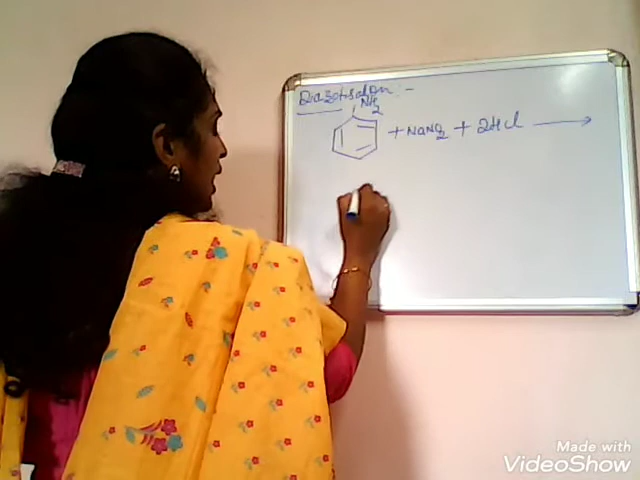 Diazotisation :-
NH2
+ NaNO2 + 2HCl ⟶
Made with
VideoShow